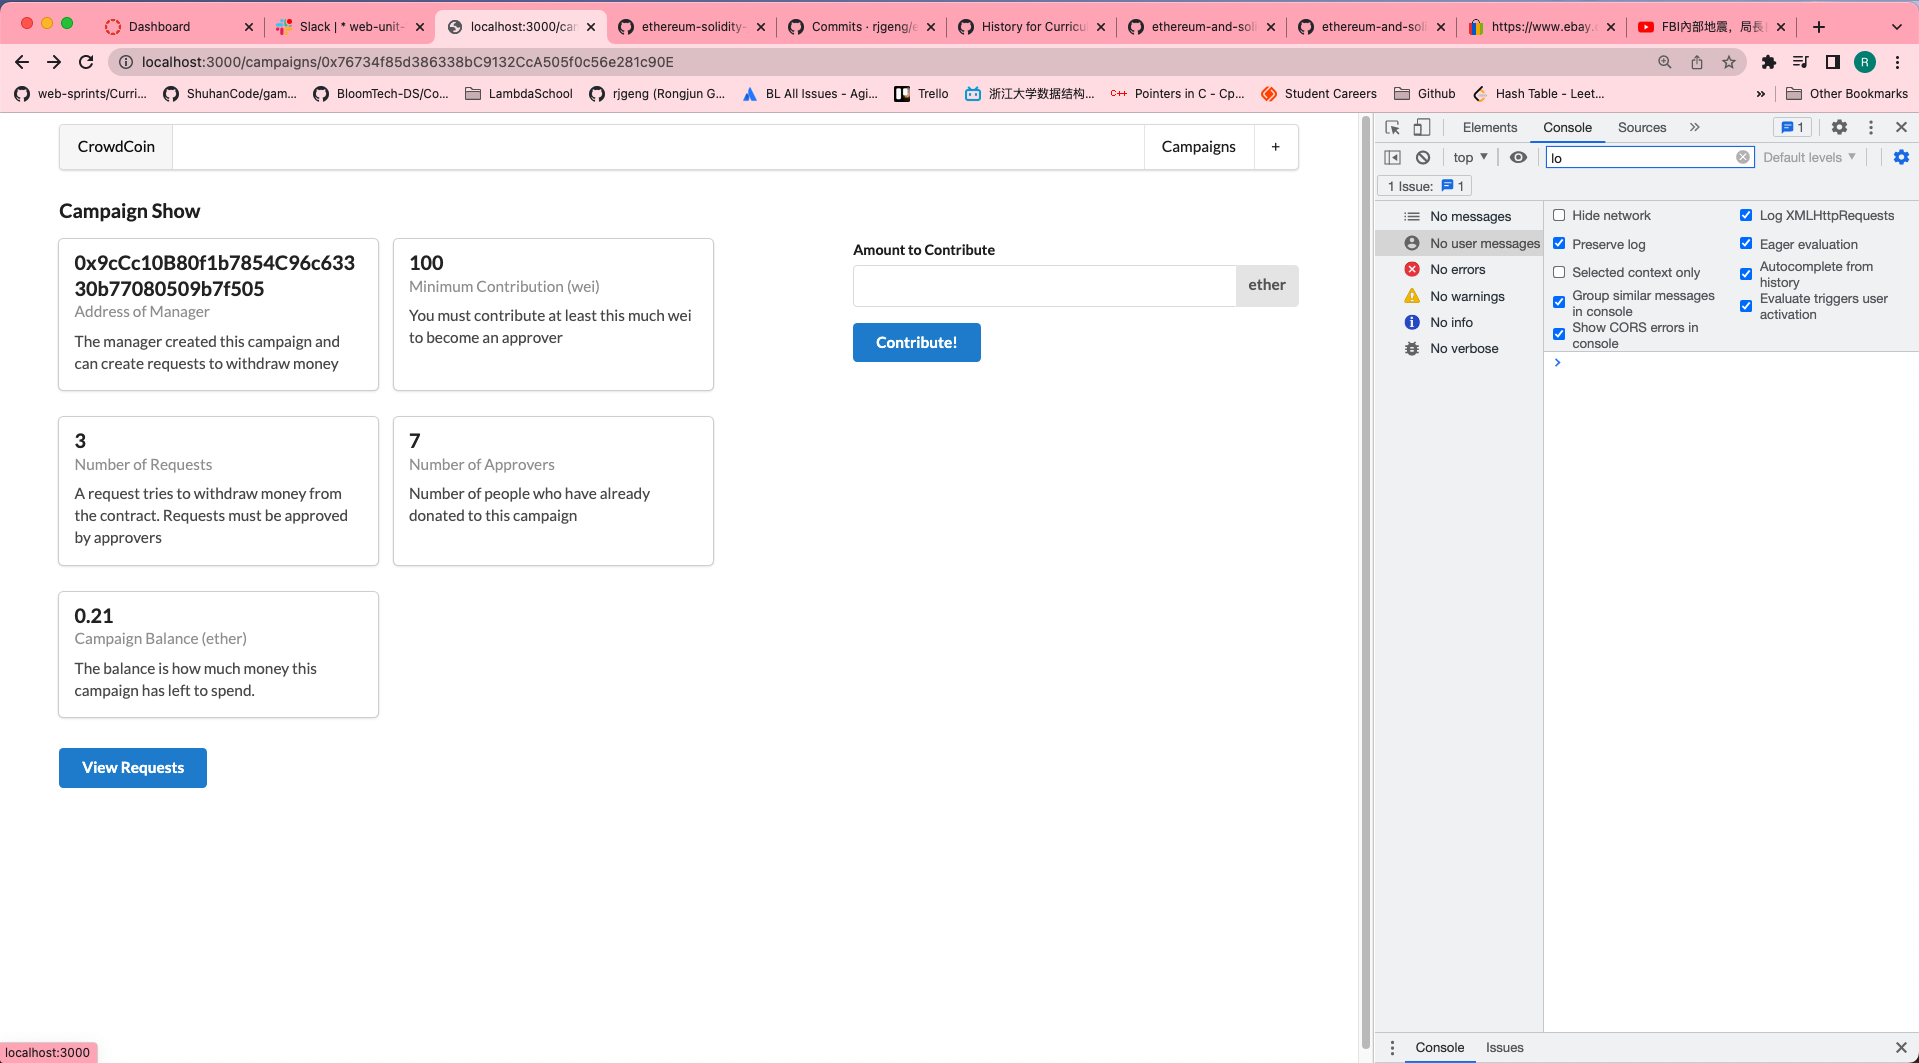 Dashboard
Slack | * web-unit-
localhost:3000/can
ethereum-solidity-
Commits · rjgeng/e
History for Curricul
ethereum-and-soli
ethereum-and-soli
https://www.ebay.c
FBI內部地震，局長
localhost:3000/campaigns/0x76734f85d386338bC9132CcA505f0c56e281c90E
R
web-sprints/Curri...
ShuhanCode/gam...
BloomTech-DS/Co...
LambdaSchool
rjgeng (Rongjun G...
BL All Issues - Agi...
Trello
浙江大学数据结构...
C++ Pointers in C - Cp...
Student Careers
Github
Hash Table - Leet...
»
Other Bookmarks
CrowdCoin
Campaigns
+
Campaign Show
0x9cCc10B80f1b7854C96c633
30b77080509b7f505
Address of Manager
The manager created this campaign and
can create requests to withdraw money
100
Minimum Contribution (wei)
You must contribute at least this much wei
to become an approver
3
Number of Requests
A request tries to withdraw money from
the contract. Requests must be approved
by approvers
7
Number of Approvers
Number of people who have already
donated to this campaign
0.21
Campaign Balance (ether)
The balance is how much money this
campaign has left to spend.
View Requests
Amount to Contribute
ether
Contribute!
localhost:3000
Elements
Console
Sources
»
1
top
lo
Default levels
1 Issue: 1
No messages
No user messages
No errors
No warnings
No info
No verbose
Hide network
Preserve log
Selected context only
Group similar messages
in console
Show CORS errors in
console
Log XMLHttpRequests
Eager evaluation
Autocomplete from
history
Evaluate triggers user
activation
Console
Issues